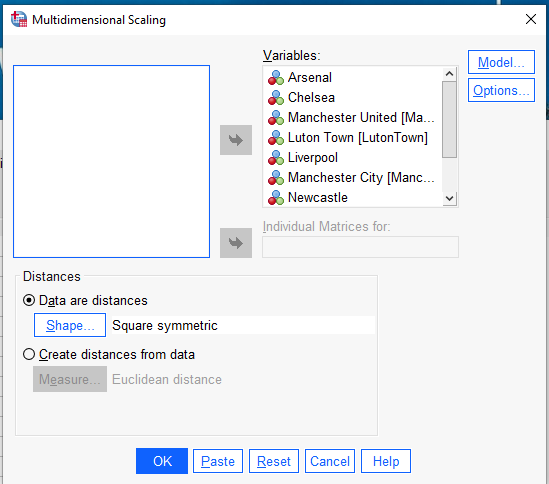 Multidimensional Scaling
Variables:
Arsenal
Chelsea
Manchester United [Ma...
Luton Town [LutonTown]
Liverpool
Manchester City [Manc...
Newcastle
Model...
Options...
Individual Matrices for:
Distances
Data are distances
Shape... Square symmetric
Create distances from data
Measure... Euclidean distance
OK Paste Reset Cancel Help